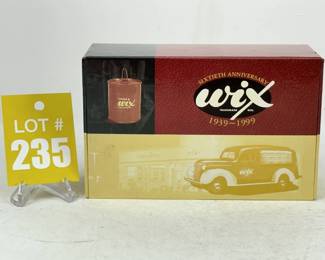 LOT #
235
wix
SIXTIETH ANNIVERSARY
wix
1939~1999
wix